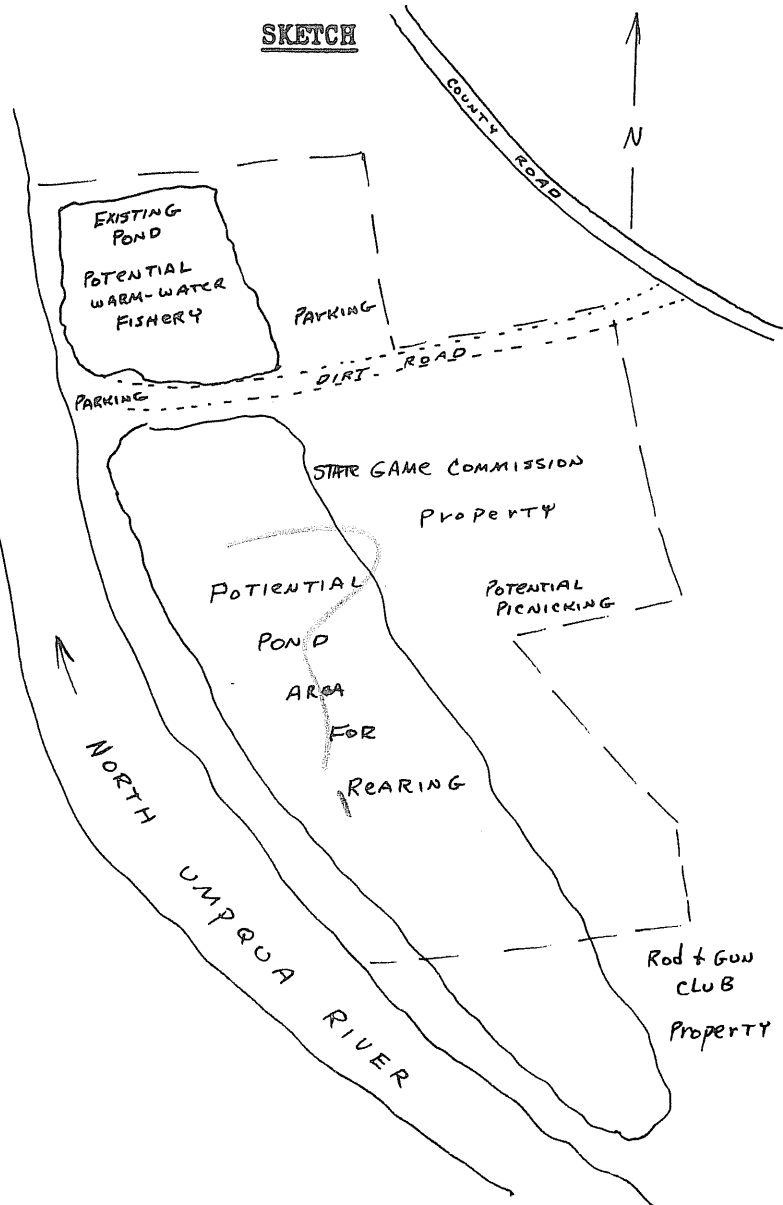 SKETCH
COUNTY ROAD
N
EXISTING
POND
POTENTIAL
WARM-WATER
FISHERY
PARKING
DIRT ROAD
PARKING
STATE GAME COMMISSION
Property
POTIENTIAL
POND
AREA
FOR
REARING
POTENTIAL
PICNICKING
NORTH UMPQUA RIVER
Rod & GUN
CLUB
Property